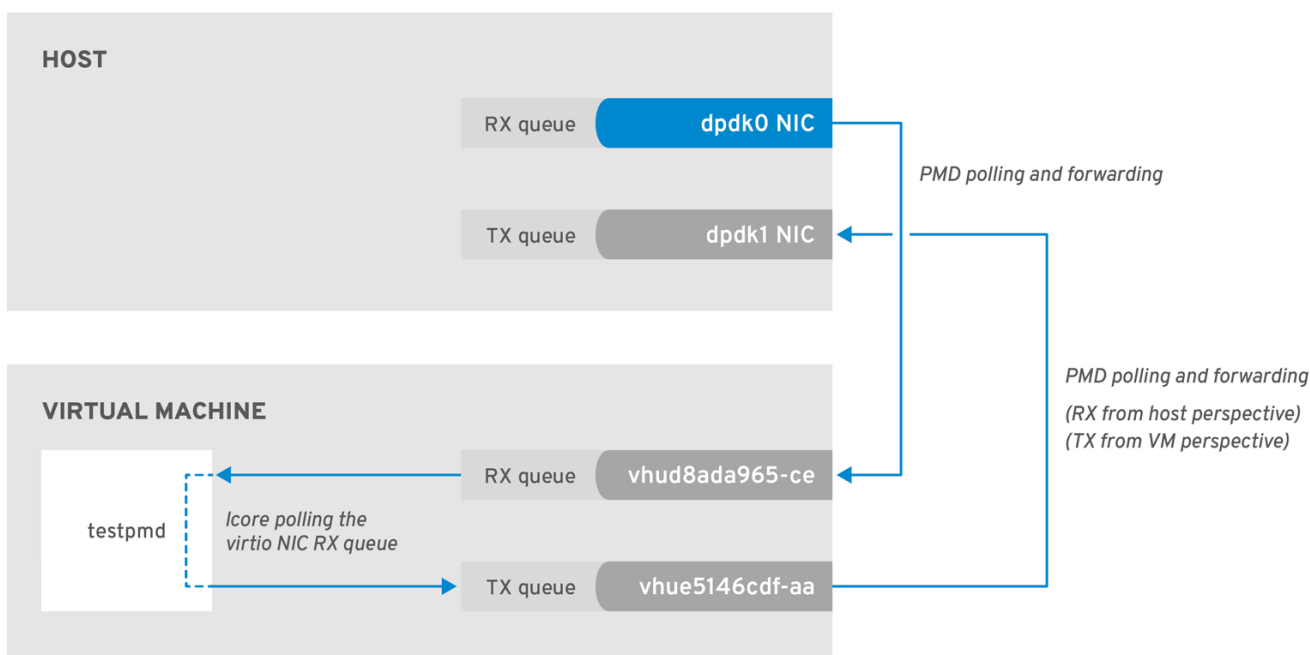 HOST
RX queue
dpdk0 NIC
PMD polling and forwarding
TX queue
dpdk1 NIC
PMD polling and forwarding
(RX from host perspective)
(TX from VM perspective)
VIRTUAL MACHINE
RX queue
vhud8ada965-ce
testpmd
lcore polling the
virtio NIC RX queue
TX queue
vhue5146cdf-aa